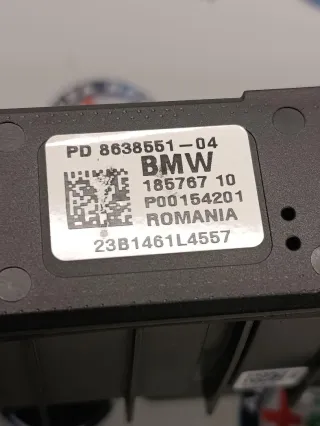 PD 8638551-04
BMW
185767 10
P00154201
ROMANIA
23B1461L4557